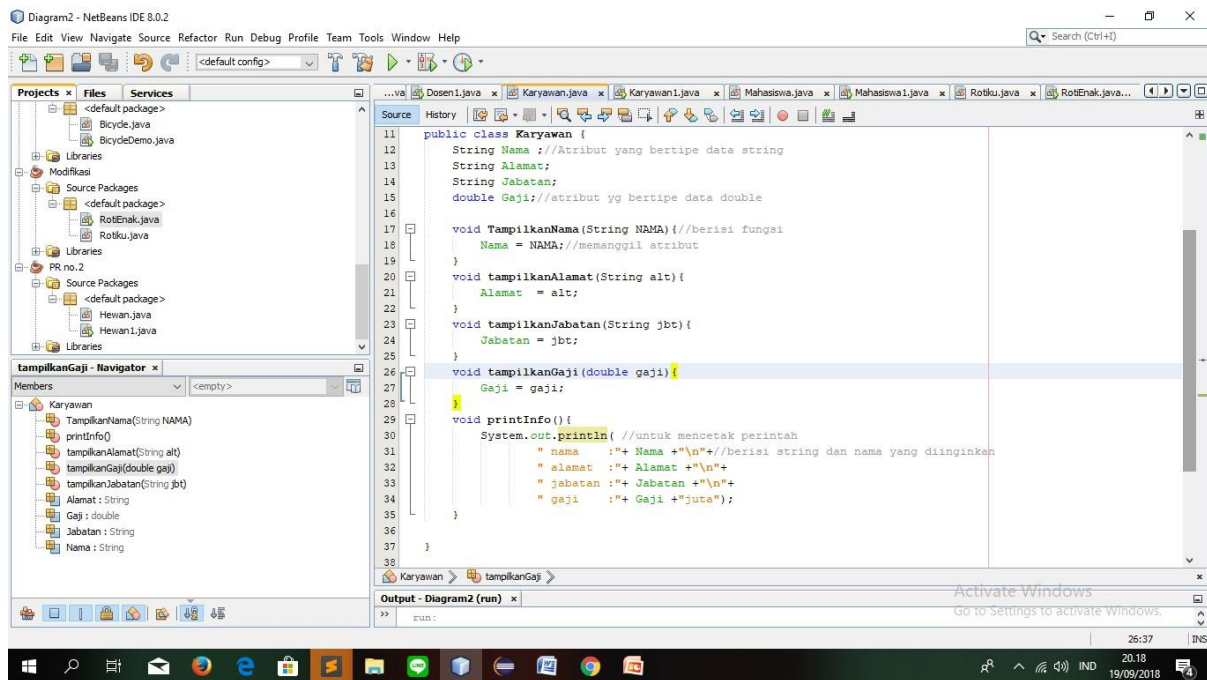 Diagram2 - NetBeans IDE 8.0.2
File Edit View Navigate Source Refactor Run Debug Profile Team Tools Window Help
Search (Ctrl+I)
<default config>
Projects Files Services
<default package>
Bicycle.java
BicycleDemo.java
Libraries
Modifikasi
Source Packages
<default package>
RotiEnak.java
Rotiku.java
Libraries
PR no.2
Source Packages
<default package>
Hewan.java
Hewan1.java
Libraries
tampilkanGaji - Navigator
Members <empty>
Karyawan
TampilkanNama(String NAMA)
printInfo()
tampilkanAlamat(String alt)
tampilkanGaji(double gaji)
tampilkanJabatan(String jbt)
Alamat : String
Gaji : double
Jabatan : String
Nama : String
...va Dosen1.java Karyawan.java Karyawan1.java Mahasiswa.java Mahasiswa1.java Rotiku.java RotiEnak.java...
Source History
11 public class Karyawan {
12 String Nama ;//Atribut yang bertipe data string
13 String Alamat;
14 String Jabatan;
15 double Gaji;//atribut yg bertipe data double
16
17 void TampilkanNama(String NAMA){//berisi fungsi
18 Nama = NAMA;//memanggil atribut
19 }
20 void tampilkanAlamat(String alt){
21 Alamat = alt;
22 }
23 void tampilkanJabatan(String jbt){
24 Jabatan = jbt;
25 }
26 void tampilkanGaji(double gaji){
27 Gaji = gaji;
28 }
29 void printInfo(){
30 System.out.println( //untuk mencetak perintah
31 " nama :"+ Nama +"\n"+//berisi string dan nama yang diinginkan
32 " alamat :"+ Alamat +"\n"+
33 " jabatan :"+ Jabatan +"\n"+
34 " gaji :"+ Gaji +"juta");
35 }
36
37 }
38
Karyawan tampilkanGaji
Output - Diagram2 (run)
run:
Activate Windows
Go to Settings to activate Windows.
26:37 INS
IND
20.18
19/09/2018
4